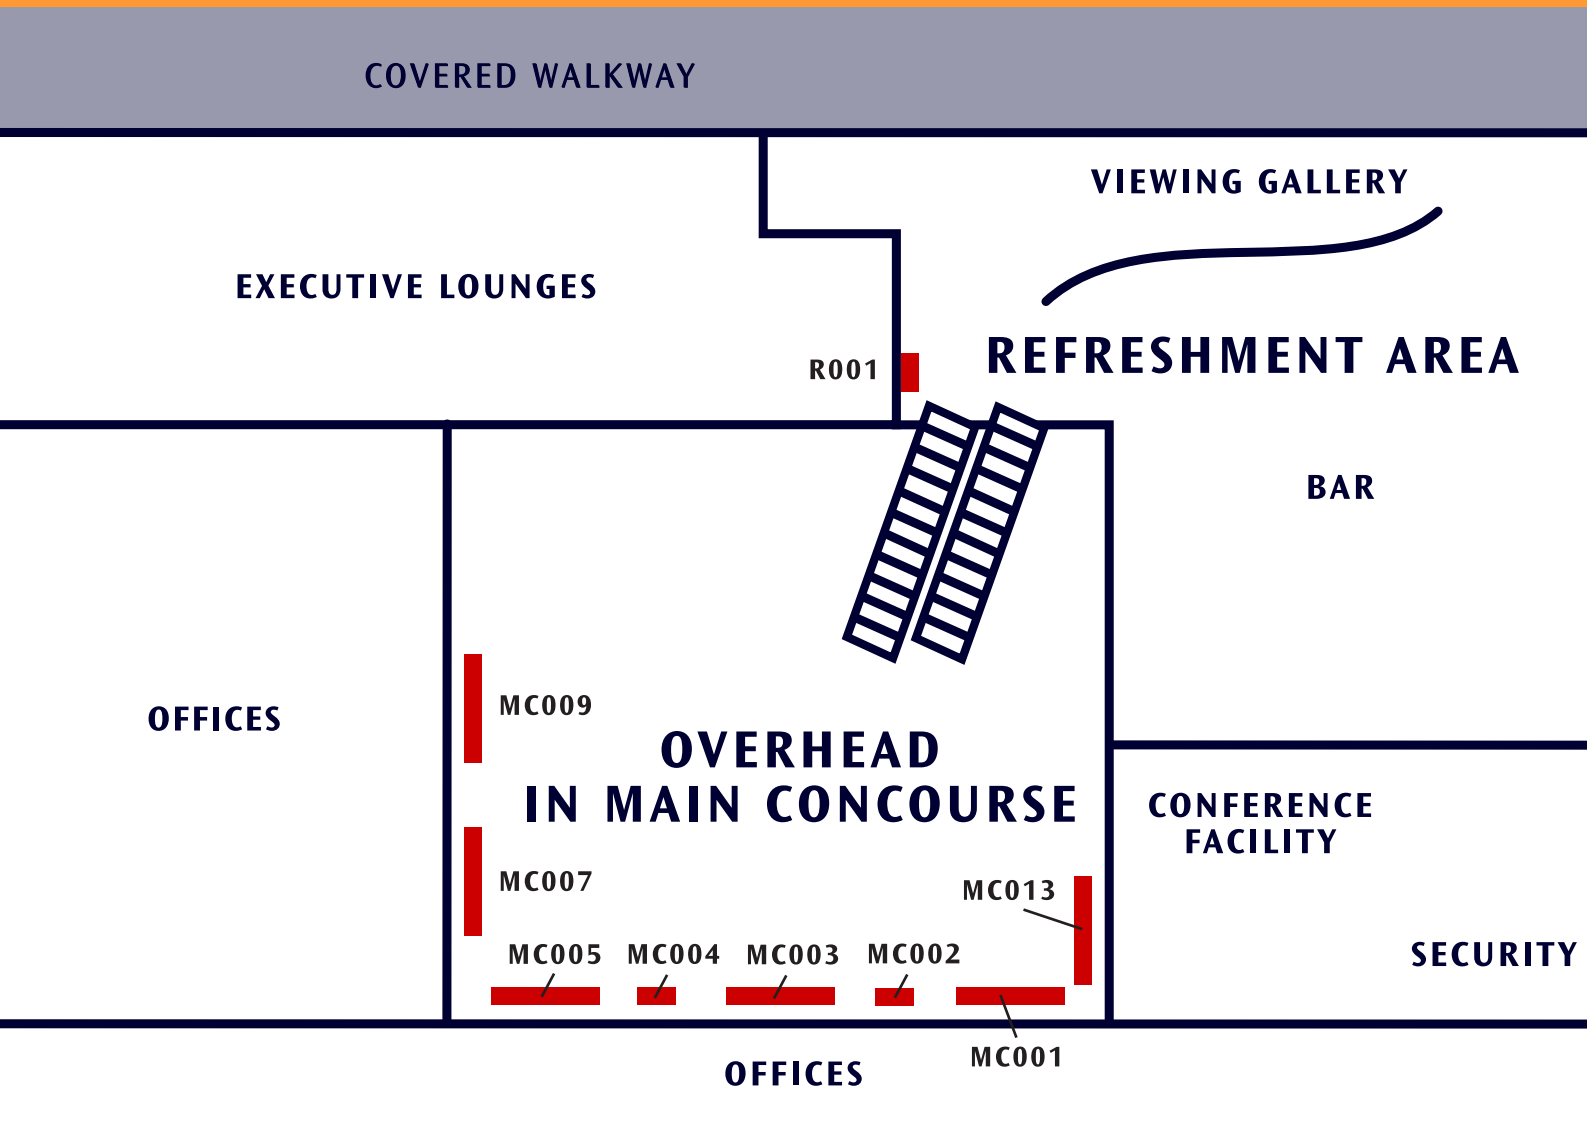 COVERED WALKWAY
VIEWING GALLERY
EXECUTIVE LOUNGES
REFRESHMENT AREA
R001
BAR
MC009
OFFICES
OVERHEAD
IN MAIN CONCOURSE
CONFERENCE
FACILITY
MC007
MC013
MC005
MC004
MC003
MC002
SECURITY
MC001
OFFICES